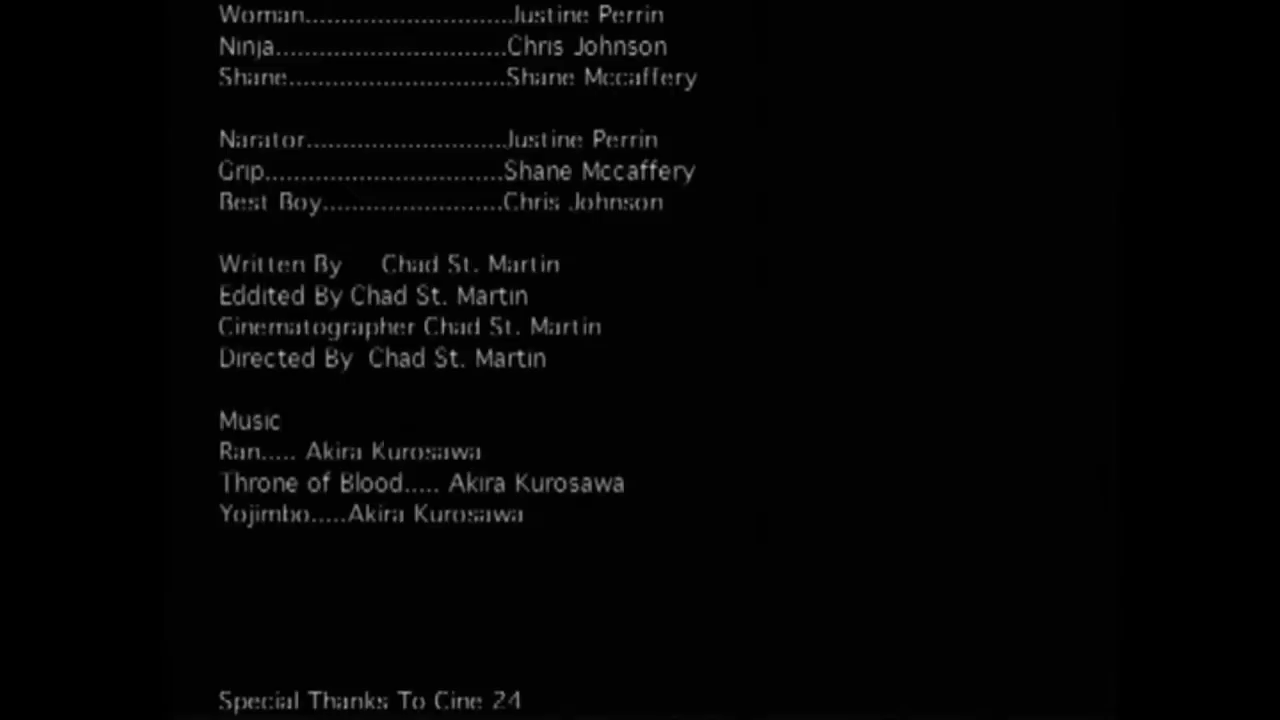 Woman............................Justine Perrin
Ninja................................Chris Johnson
Shane..............................Shane Mccaffery
Narator...........................Justine Perrin
Grip.................................Shane Mccaffery
Best Boy.........................Chris Johnson
Written By Chad St. Martin
Eddited By Chad St. Martin
Cinematographer Chad St. Martin
Directed By Chad St. Martin
Music
Ran..... Akira Kurosawa
Throne of Blood..... Akira Kurosawa
Yojimbo.....Akira Kurosawa
Special Thanks To Cine 24